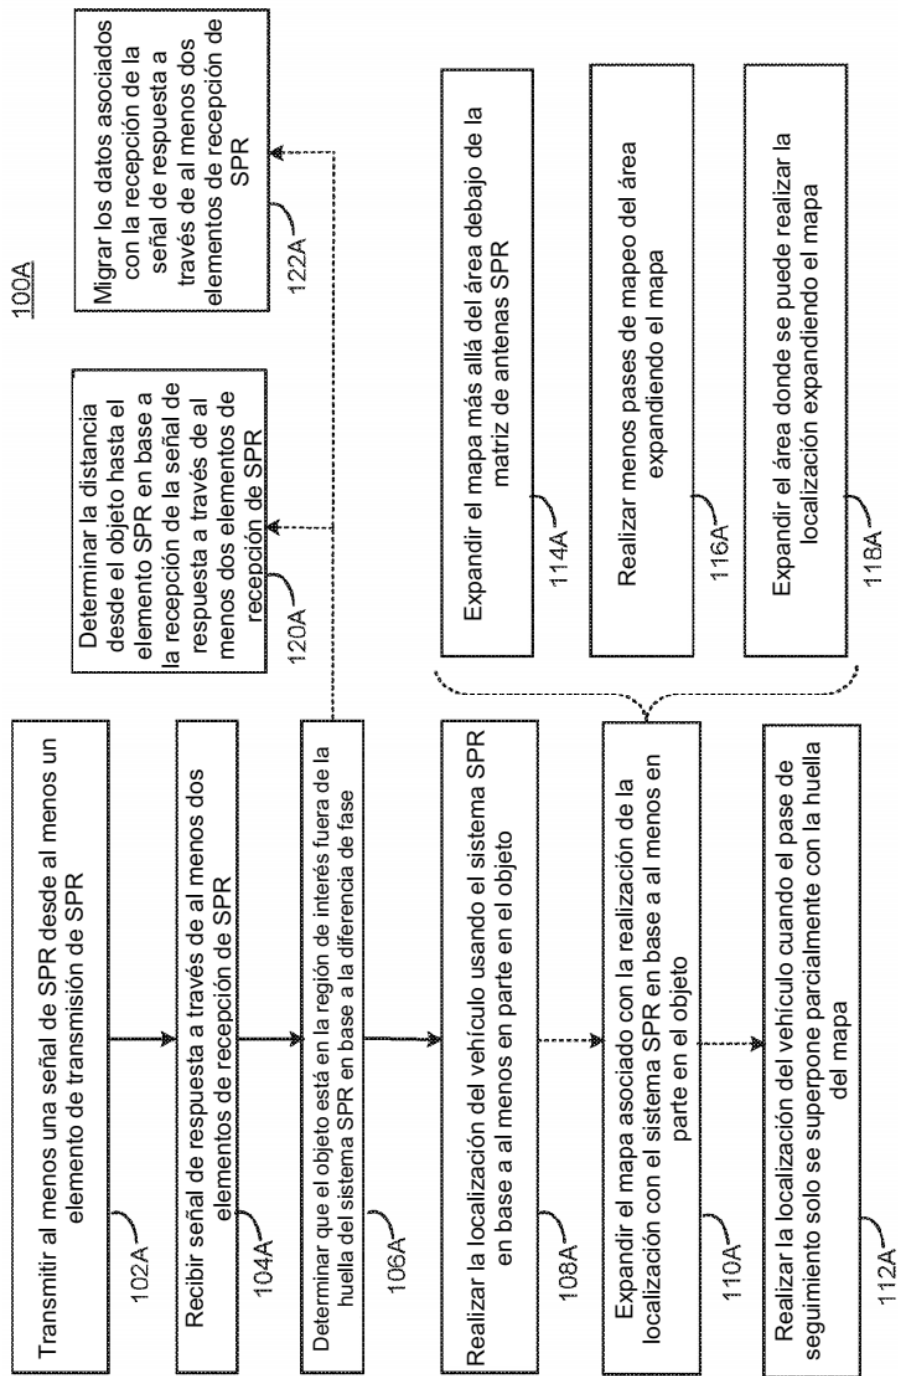 100A
Transmitir al menos una señal de SPR desde al menos un
elemento de transmisión de SPR
102A
Recibir señal de respuesta a través de al menos dos
elementos de recepción de SPR
104A
Determinar que el objeto está en la región de interés fuera de la
huella del sistema SPR en base a la diferencia de fase
106A
Realizar la localización del vehículo usando el sistema SPR
en base a al menos en parte en el objeto
108A
Expandir el mapa asociado con la realización de la
localización con el sistema SPR en base a al menos en
parte en el objeto
110A
Realizar la localización del vehículo cuando el pase de
seguimiento solo se superpone parcialmente con la huella
del mapa
112A
Determinar la distancia
desde el objeto hasta el
elemento SPR en base a
la recepción de la señal de
respuesta a través de al
menos dos elementos de
recepción de SPR
120A
Migrar los datos asociados
con la recepción de la
señal de respuesta a
través de al menos dos
elementos de recepción de
SPR
122A
Expandir el mapa más allá del área debajo de la
matriz de antenas SPR
114A
Realizar menos pases de mapeo del área
expandiendo el mapa
116A
Expandir el área donde se puede realizar la
localización expandiendo el mapa
118A